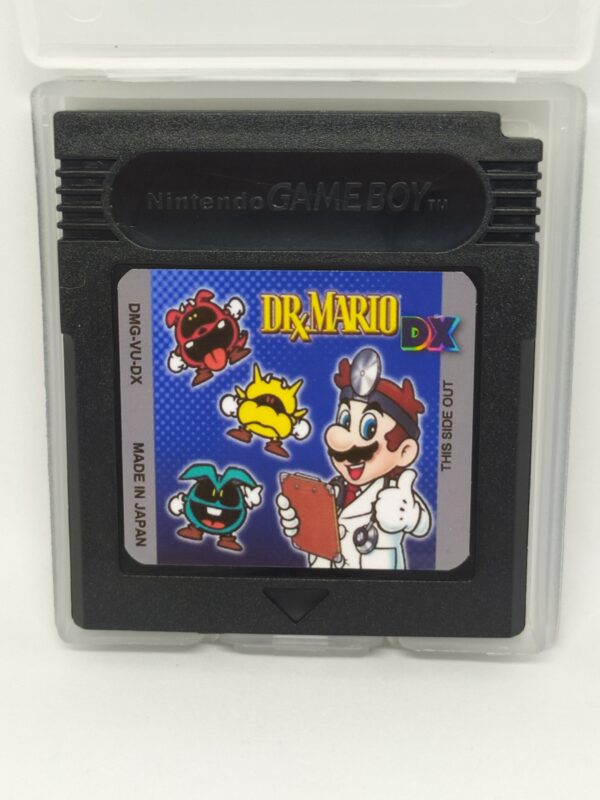 Nintendo GAME BOY TM
DR. MARIO DX
DMG-VU-DX
MADE IN JAPAN
THIS SIDE OUT